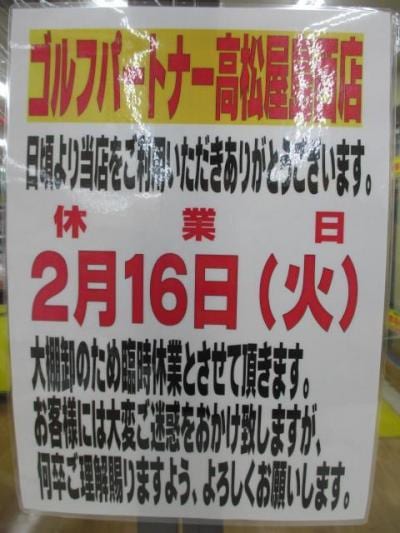 ゴルフパートナー高松屋島西店
日頃より当店をご利用いただきありがとうございます。
休業日
2月16日（火）
大棚卸のため臨時休業とさせて頂きます。
お客様には大変ご迷惑をおかけ致しますが、
何卒ご理解賜りますよう、よろしくお願いします。